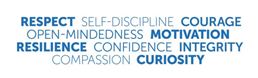 RESPECT SELF-DISCIPLINE COURAGE
OPEN-MINDEDNESS MOTIVATION
RESILIENCE CONFIDENCE INTEGRITY
COMPASSION CURIOSITY